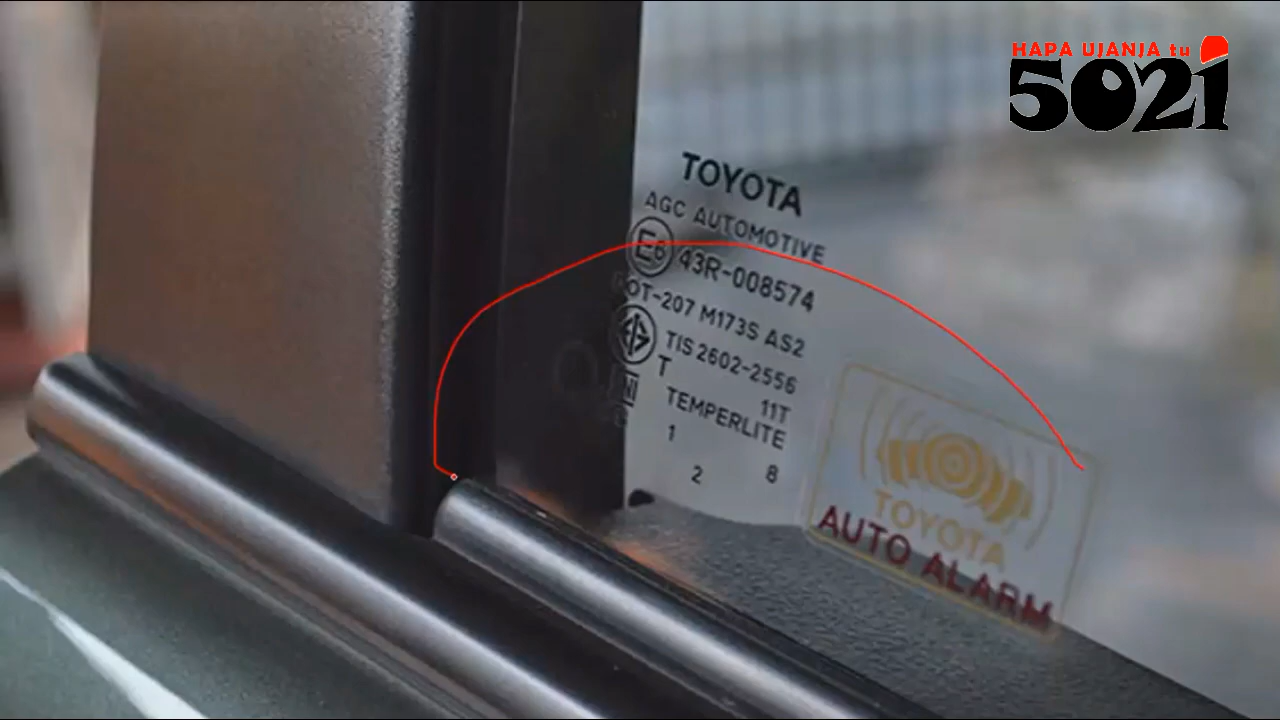 HAPA UJANJA tu
5021
TOYOTA
AGC AUTOMOTIVE
E6 43R-008574
DOT-207 M173S AS2
TIS 2602-2556
T 11T
TEMPERLITE
1
2 8
TOYOTA
AUTO ALARM